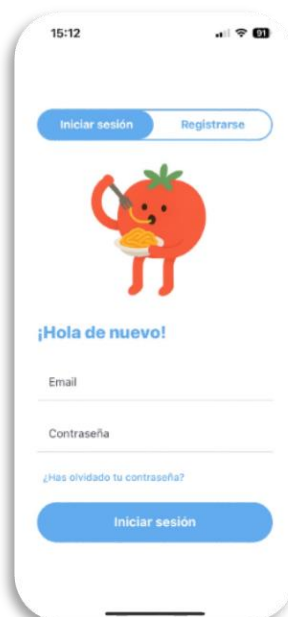 15:12
91
Iniciar sesión
Registrarse
¡Hola de nuevo!
Email
Contraseña
¿Has olvidado tu contraseña?
Iniciar sesión